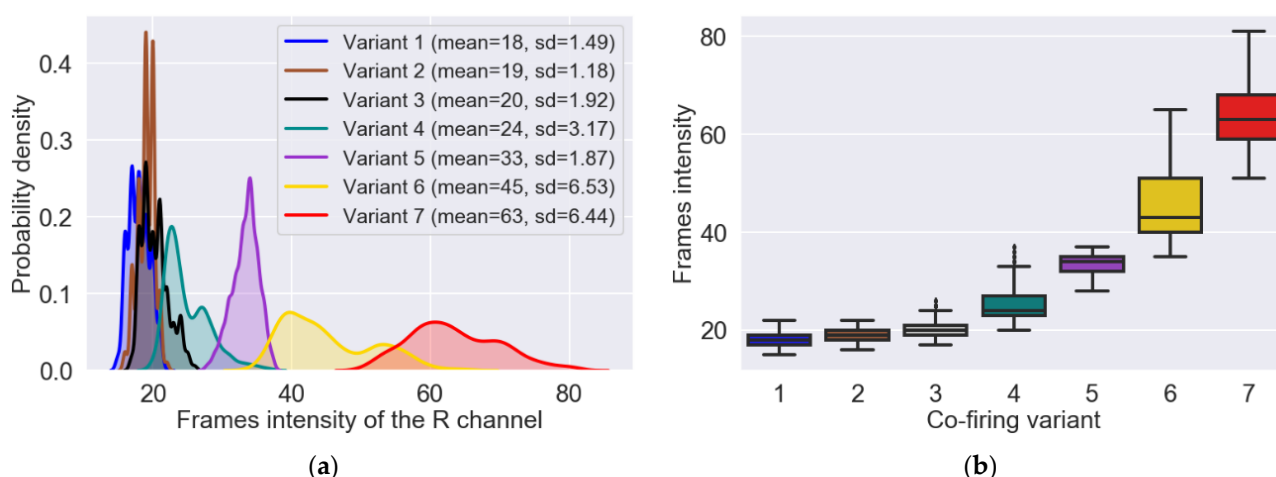 Probability density
0.4
0.3
0.2
0.1
0.0
20
40
60
80
Frames intensity of the R channel
Variant 1 (mean=18, sd=1.49)
Variant 2 (mean=19, sd=1.18)
Variant 3 (mean=20, sd=1.92)
Variant 4 (mean=24, sd=3.17)
Variant 5 (mean=33, sd=1.87)
Variant 6 (mean=45, sd=6.53)
Variant 7 (mean=63, sd=6.44)
(a)
Frames intensity
80
60
40
20
1 2 3 4 5 6 7
Co-firing variant
(b)